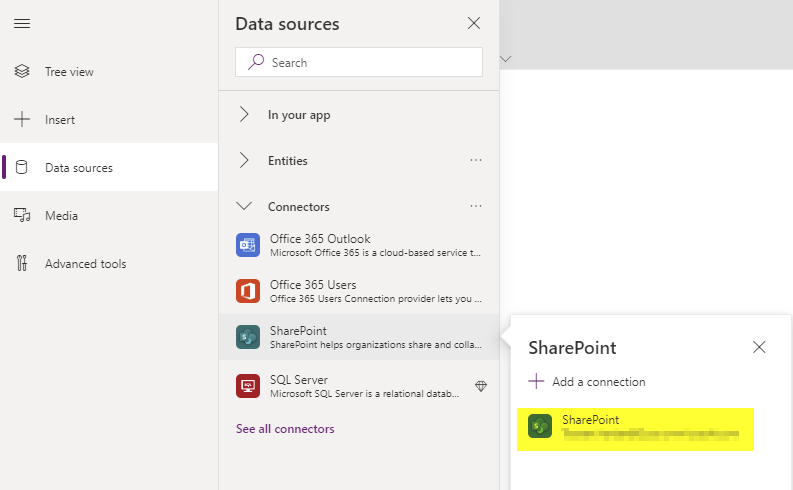 Tree view
Insert
Data sources
Media
Advanced tools
Data sources
Search
In your app
Entities
Connectors
Office 365 Outlook
Microsoft Office 365 is a cloud-based service t...
Office 365 Users
Office 365 Users Connection provider lets you ...
SharePoint
SharePoint helps organizations share and colla...
SQL Server
Microsoft SQL Server is a relational datab...
See all connectors
SharePoint
Add a connection
SharePoint